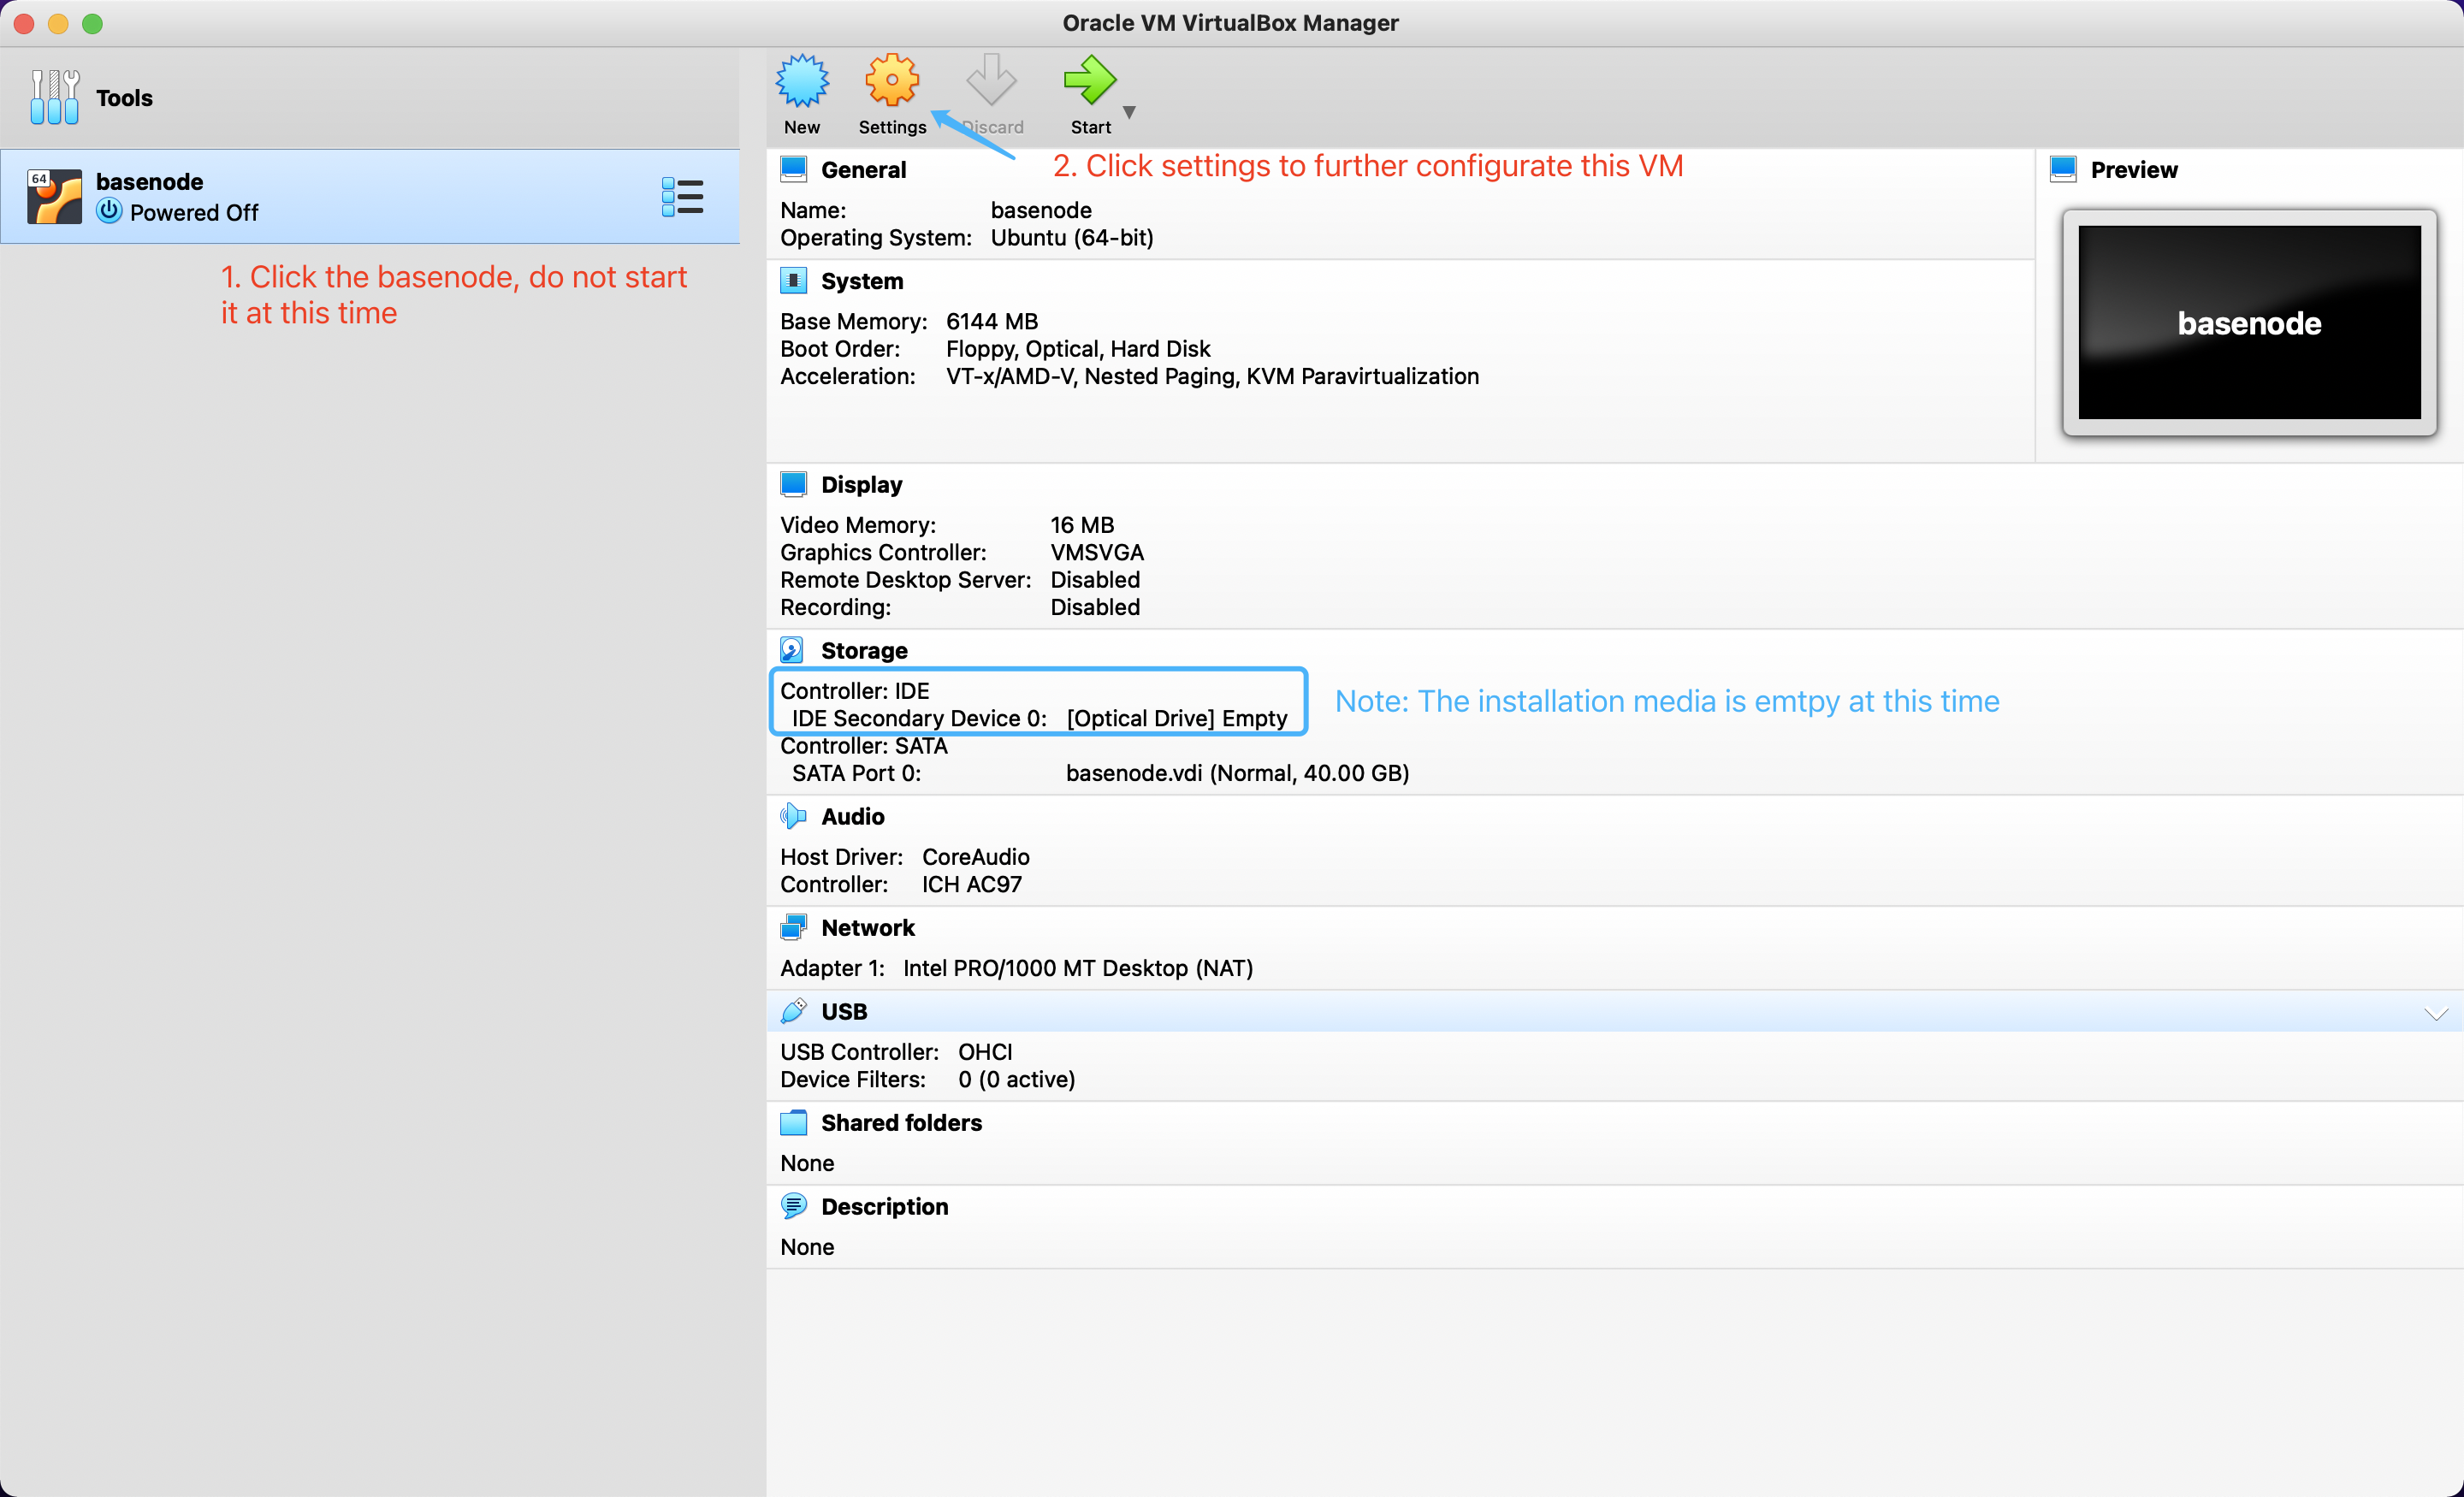 Oracle VM VirtualBox Manager
Tools
New
Settings
Discard
Start
64
basenode
Powered Off
1. Click the basenode, do not start
it at this time
2. Click settings to further configurate this VM
General
Name: basenode
Operating System: Ubuntu (64-bit)
Preview
basenode
System
Base Memory: 6144 MB
Boot Order: Floppy, Optical, Hard Disk
Acceleration: VT-x/AMD-V, Nested Paging, KVM Paravirtualization
Display
Video Memory: 16 MB
Graphics Controller: VMSVGA
Remote Desktop Server: Disabled
Recording: Disabled
Storage
Controller: IDE
IDE Secondary Device 0: [Optical Drive] Empty
Note: The installation media is emtpy at this time
Controller: SATA
SATA Port 0: basenode.vdi (Normal, 40.00 GB)
Audio
Host Driver: CoreAudio
Controller: ICH AC97
Network
Adapter 1: Intel PRO/1000 MT Desktop (NAT)
USB
USB Controller: OHCI
Device Filters: 0 (0 active)
Shared folders
None
Description
None